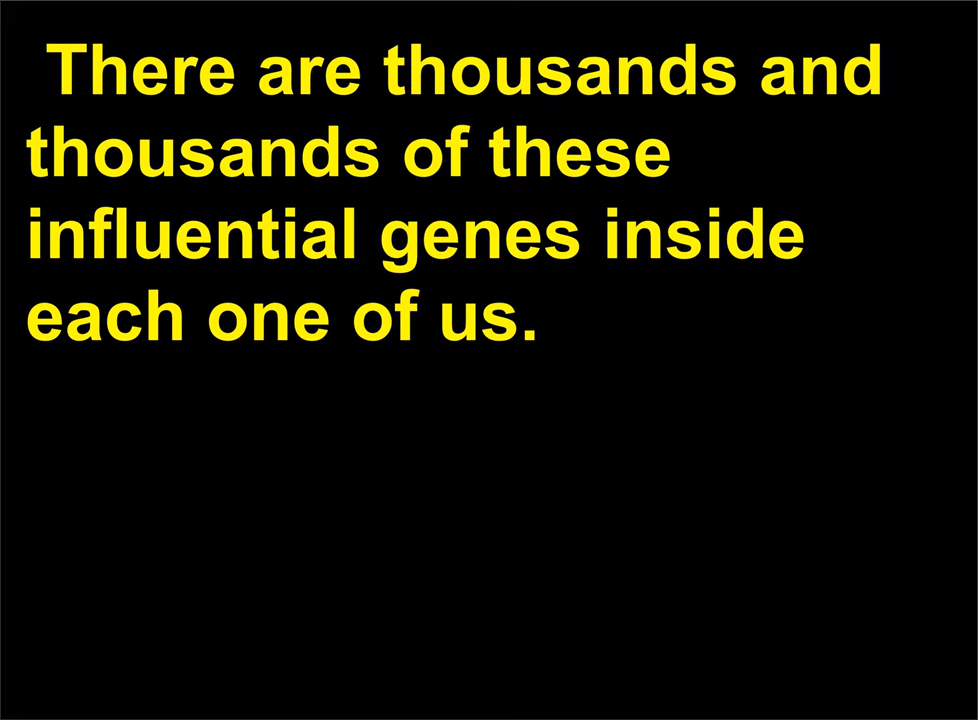 There are thousands and
thousands of these
influential genes inside
each one of us.